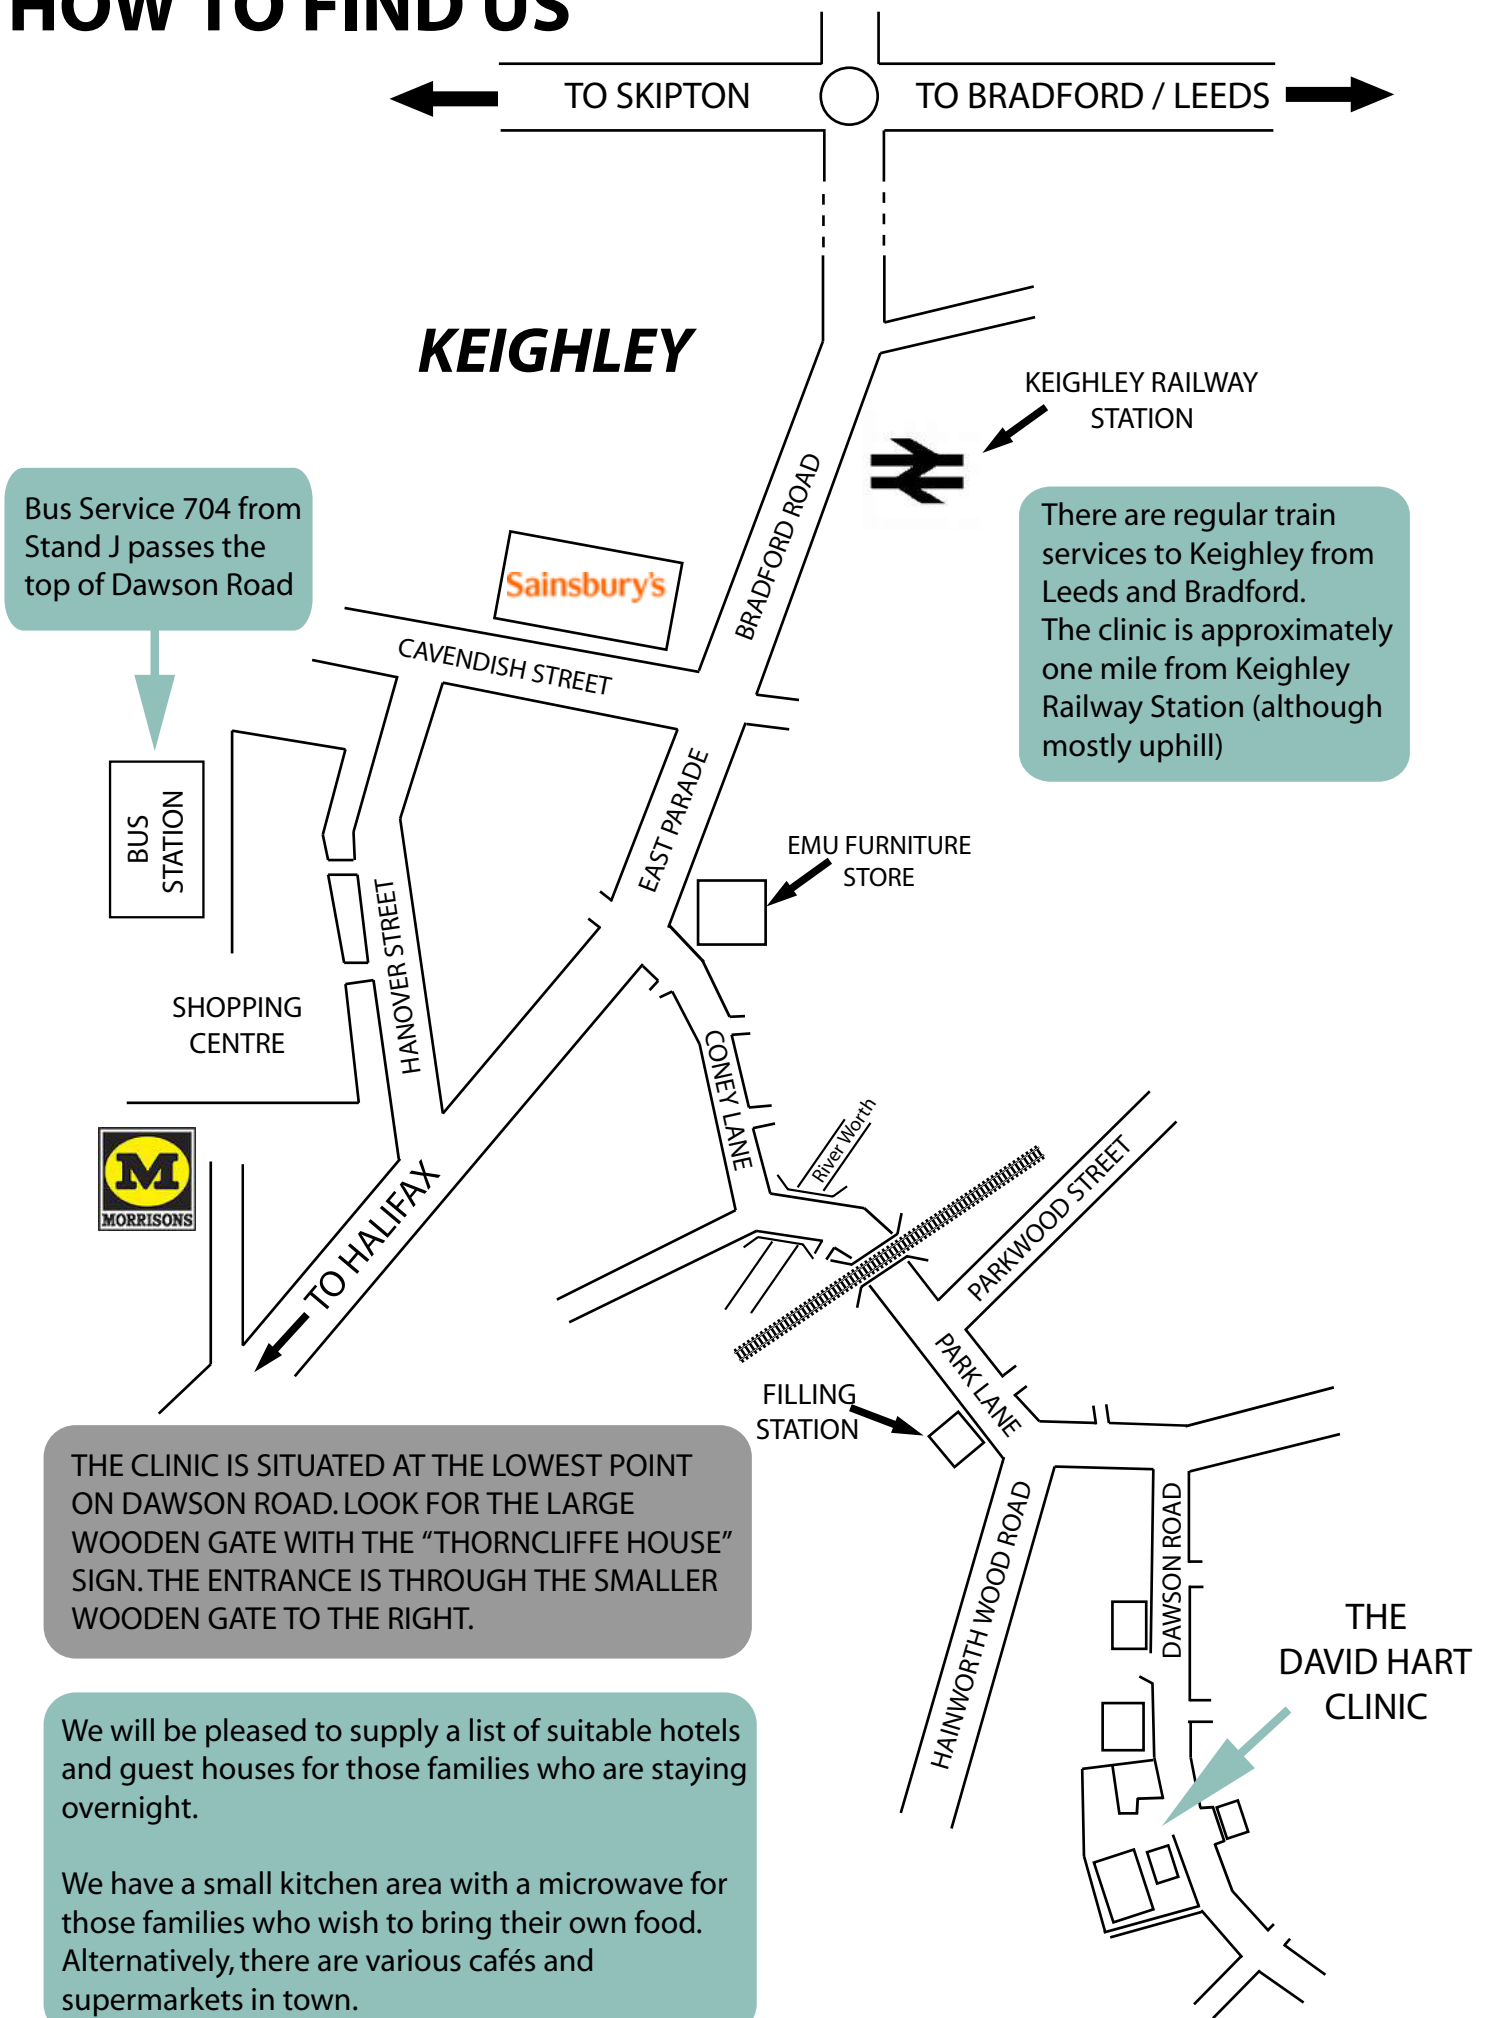 HOW TO FIND US
TO SKIPTON
TO BRADFORD / LEEDS
KEIGHLEY
KEIGHLEY RAILWAY
STATION
BRADFORD ROAD
Bus Service 704 from
Stand J passes the
top of Dawson Road
There are regular train
services to Keighley from
Leeds and Bradford.
The clinic is approximately
one mile from Keighley
Railway Station (although
mostly uphill)
Sainsbury's
CAVENDISH STREET
BUS
STATION
EAST PARADE
EMU FURNITURE
STORE
HANOVER STREET
SHOPPING
CENTRE
CONEY LANE
River Worth
M
MORRISONS
TO HALIFAX
PARKWOOD STREET
PARK LANE
FILLING
STATION
THE CLINIC IS SITUATED AT THE LOWEST POINT
ON DAWSON ROAD. LOOK FOR THE LARGE
WOODEN GATE WITH THE “THORNCLIFFE HOUSE”
SIGN. THE ENTRANCE IS THROUGH THE SMALLER
WOODEN GATE TO THE RIGHT.
HAINWORTH WOOD ROAD
DAWSON ROAD
THE
DAVID HART
CLINIC
We will be pleased to supply a list of suitable hotels
and guest houses for those families who are staying
overnight.
We have a small kitchen area with a microwave for
those families who wish to bring their own food.
Alternatively, there are various cafés and
supermarkets in town.